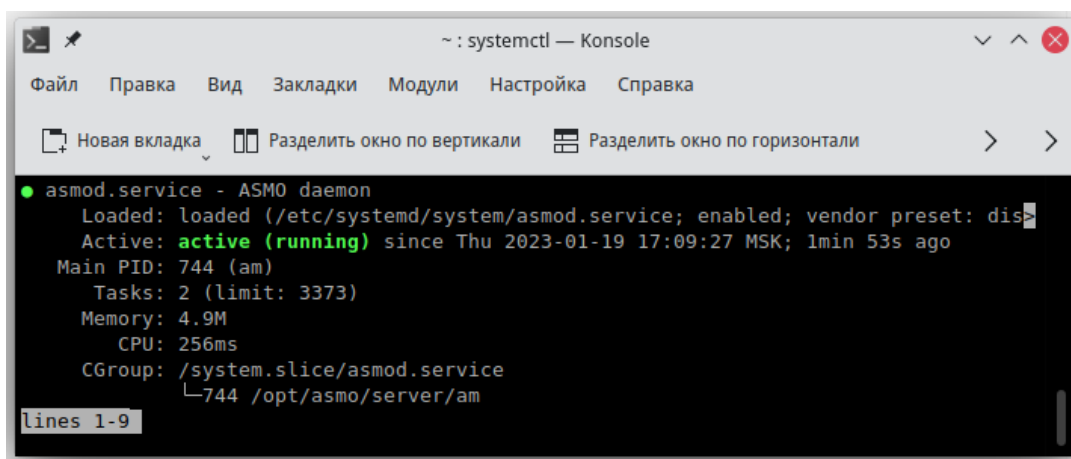 ~ : systemctl — Konsole
Файл Правка Вид Закладки Модули Настройка Справка
Новая вкладка Разделить окно по вертикали Разделить окно по горизонтали
● asmod.service - ASMO daemon
Loaded: loaded (/etc/systemd/system/asmod.service; enabled; vendor preset: dis>
Active: active (running) since Thu 2023-01-19 17:09:27 MSK; 1min 53s ago
Main PID: 744 (am)
Tasks: 2 (limit: 3373)
Memory: 4.9M
CPU: 256ms
CGroup: /system.slice/asmod.service
└─744 /opt/asmo/server/am
lines 1-9